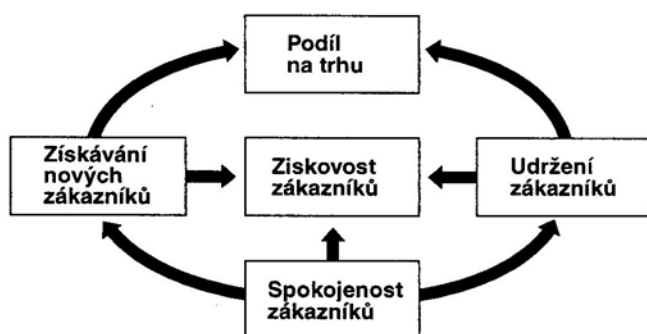 Podíl
na trhu
Získávání
nových
zákazníků
Ziskovost
zákazníků
Udržení
zákazníků
Spokojenost
zákazníků